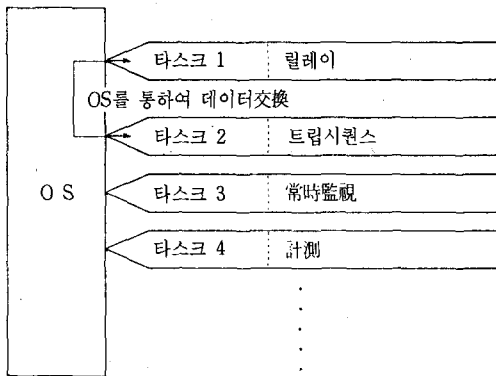 타스크 1 릴레이
OS를 통하여 데이터交換
타스크 2 트립시퀀스
O S
타스크 3 常時監視
타스크 4 計測